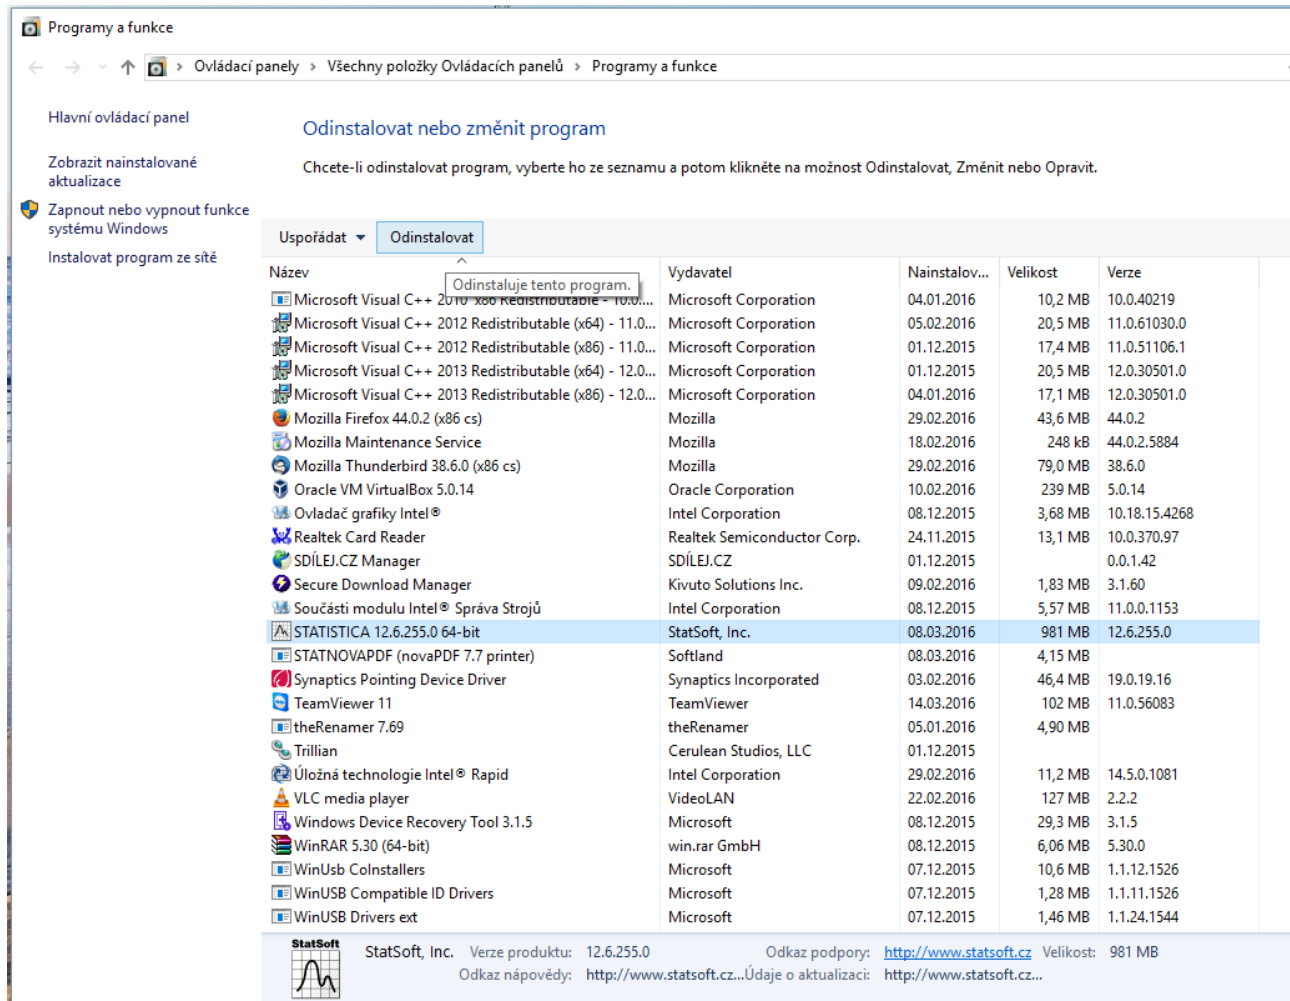 Programy a funkce
Ovládací panely › Všechny položky Ovládacích panelů › Programy a funkce
Hlavní ovládací panel
Zobrazit nainstalované
aktualizace
Zapnout nebo vypnout funkce
systému Windows
Instalovat program ze sítě
Odinstalovat nebo změnit program
Chcete-li odinstalovat program, vyberte ho ze seznamu a potom klikněte na možnost Odinstalovat, Změnit nebo Opravit.
Uspořádat Odinstalovat
Název Vydavatel Nainstalov... Velikost Verze
Odinstaluje tento program.
Microsoft Visual C++ 2010 x86 Redistributable - 10.0.... Microsoft Corporation 04.01.2016 10,2 MB 10.0.40219
Microsoft Visual C++ 2012 Redistributable (x64) - 11.0... Microsoft Corporation 05.02.2016 20,5 MB 11.0.61030.0
Microsoft Visual C++ 2012 Redistributable (x86) - 11.0... Microsoft Corporation 01.12.2015 17,4 MB 11.0.51106.1
Microsoft Visual C++ 2013 Redistributable (x64) - 12.0... Microsoft Corporation 01.12.2015 20,5 MB 12.0.30501.0
Microsoft Visual C++ 2013 Redistributable (x86) - 12.0... Microsoft Corporation 04.01.2016 17,1 MB 12.0.30501.0
Mozilla Firefox 44.0.2 (x86 cs) Mozilla 29.02.2016 43,6 MB 44.0.2
Mozilla Maintenance Service Mozilla 18.02.2016 248 kB 44.0.2.5884
Mozilla Thunderbird 38.6.0 (x86 cs) Mozilla 29.02.2016 79,0 MB 38.6.0
Oracle VM VirtualBox 5.0.14 Oracle Corporation 10.02.2016 239 MB 5.0.14
Ovladač grafiky Intel® Intel Corporation 08.12.2015 3,68 MB 10.18.15.4268
Realtek Card Reader Realtek Semiconductor Corp. 24.11.2015 13,1 MB 10.0.370.97
SDÍLEJ.CZ Manager SDÍLEJ.CZ 01.12.2015 0.0.1.42
Secure Download Manager Kivuto Solutions Inc. 09.02.2016 1,83 MB 3.1.60
Součásti modulu Intel® Správa Strojů Intel Corporation 08.12.2015 5,57 MB 11.0.0.1153
STATISTICA 12.6.255.0 64-bit StatSoft, Inc. 08.03.2016 981 MB 12.6.255.0
STATNOVAPDF (novaPDF 7.7 printer) Softland 08.03.2016 4,15 MB
Synaptics Pointing Device Driver Synaptics Incorporated 03.02.2016 46,4 MB 19.0.19.16
TeamViewer 11 TeamViewer 14.03.2016 102 MB 11.0.56083
theRenamer 7.69 theRenamer 05.01.2016 4,90 MB
Trillian Cerulean Studios, LLC 01.12.2015
Úložná technologie Intel® Rapid Intel Corporation 29.02.2016 11,2 MB 14.5.0.1081
VLC media player VideoLAN 22.02.2016 127 MB 2.2.2
Windows Device Recovery Tool 3.1.5 Microsoft 08.12.2015 29,3 MB 3.1.5
WinRAR 5.30 (64-bit) win.rar GmbH 08.12.2015 6,06 MB 5.30.0
WinUsb CoInstallers Microsoft 07.12.2015 10,6 MB 1.1.12.1526
WinUSB Compatible ID Drivers Microsoft 07.12.2015 1,28 MB 1.1.11.1526
WinUSB Drivers ext Microsoft 07.12.2015 1,46 MB 1.1.24.1544
StatSoft
StatSoft, Inc. Verze produktu: 12.6.255.0 Odkaz podpory: http://www.statsoft.cz Velikost: 981 MB
Odkaz nápovědy: http://www.statsoft.cz... Údaje o aktualizaci: http://www.statsoft.cz...